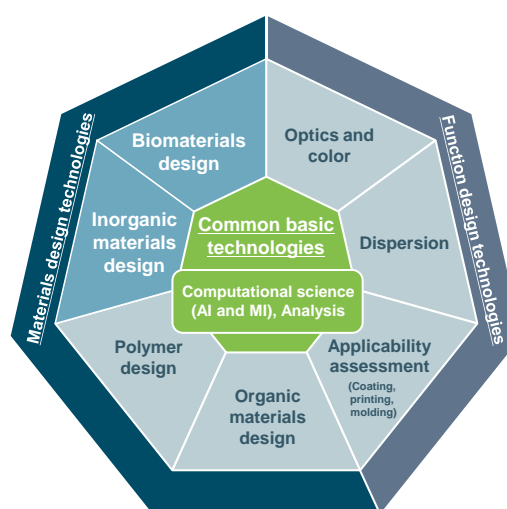 Materials design technologies
Function design technologies
Biomaterials
design
Optics and
color
Inorganic
materials
design
Common basic
technologies
Dispersion
Computational science
(AI and MI), Analysis
Polymer
design
Applicability
assessment
(Coating,
printing,
molding)
Organic
materials
design